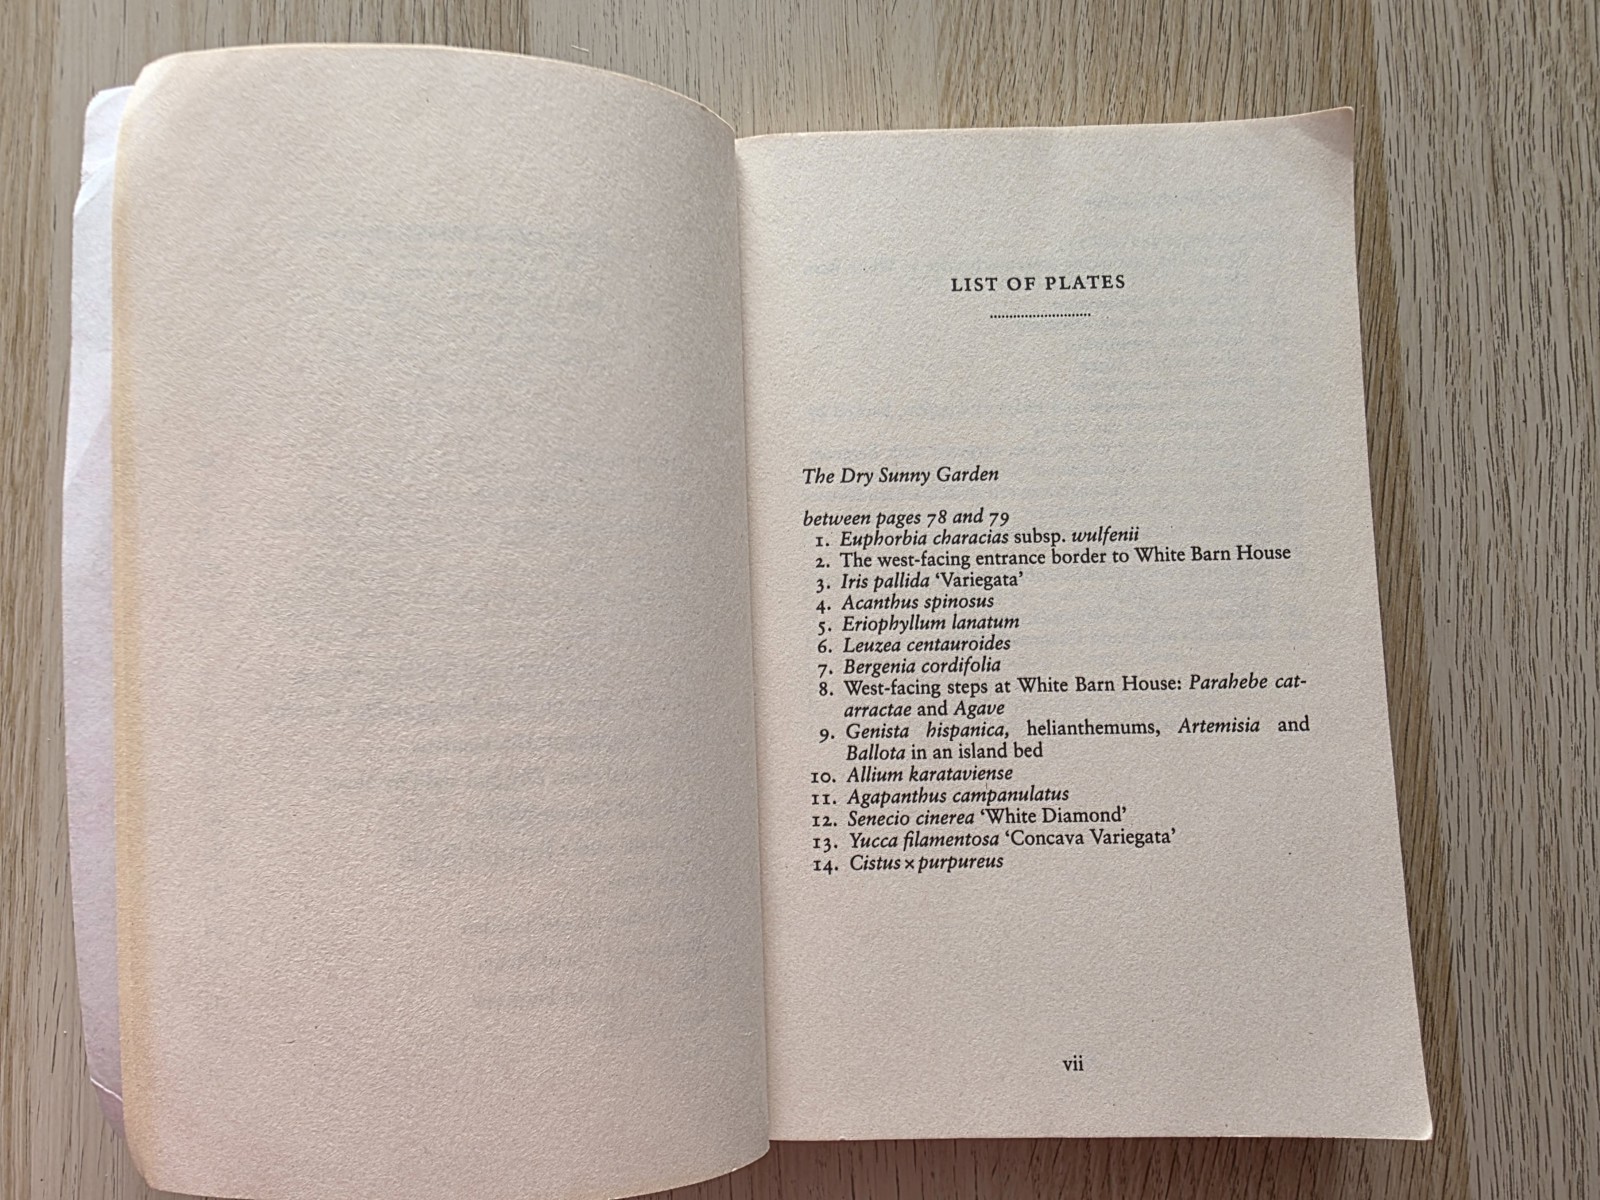 LIST OF PLATES
The Dry Sunny Garden
between pages 78 and 79
1. Euphorbia characias subsp. wulfenii
2. The west-facing entrance border to White Barn House
3. Iris pallida ‘Variegata’
4. Acanthus spinosus
5. Eriophyllum lanatum
6. Leuzea centauroides
7. Bergenia cordifolia
8. West-facing steps at White Barn House: Parahebe cat-
arractae and Agave
9. Genista hispanica, helianthemums, Artemisia and
Ballota in an island bed
10. Allium karataviense
11. Agapanthus campanulatus
12. Senecio cinerea ‘White Diamond’
13. Yucca filamentosa ‘Concava Variegata’
14. Cistus × purpureus
vii